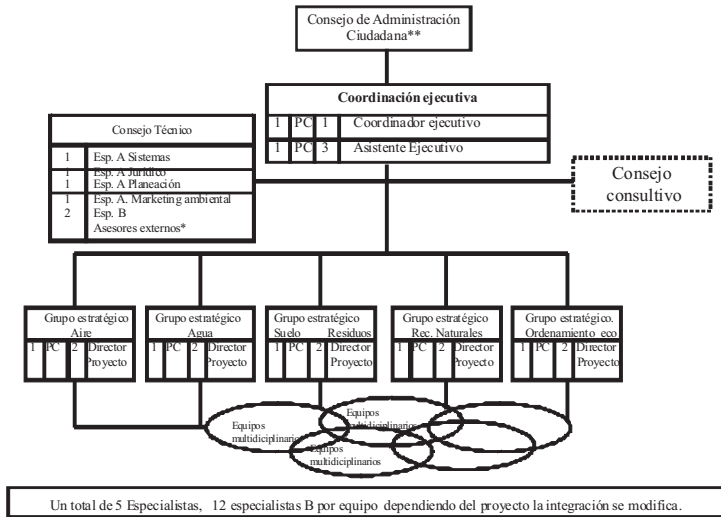 Consejo de Administración
Ciudadana**
Coordinación ejecutiva
1 PC 1 Coordinador ejecutivo
1 PC 3 Asistente Ejecutivo
Consejo Técnico
1 Esp. A Sistemas
1 Esp. A Jurídico
1 Esp. A Planeación
1 Esp. A. Marketing ambiental
2 Esp. B
Asesores externos*
Consejo
consultivo
Grupo estratégico
Aire
1 PC 2 Director
Proyecto
Grupo estratégico
Agua
1 PC 2 Director
Proyecto
Grupo estratégico
Suelo Residuos
1 PC 2 Director
Proyecto
Grupo estratégico
Rec. Naturales
1 PC 2 Director
Proyecto
Grupo estratégico.
Ordenamiento eco
1 PC 2 Director
Proyecto
Equipos
multidiciplinarios
Equipos
multidiciplinarios
Equipos
multidiciplinarios
Un total de 5 Especialistas, 12 especialistas B por equipo dependiendo del proyecto la integración se modifica.